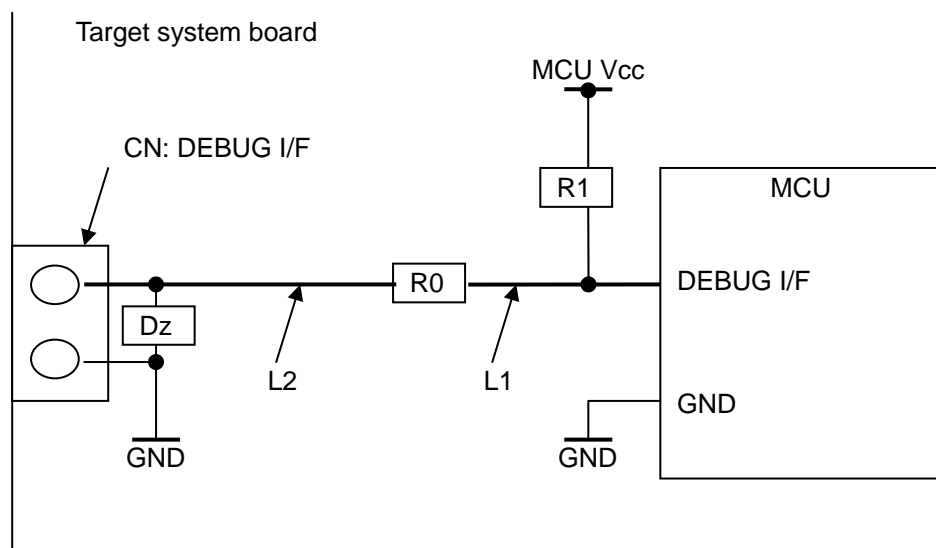 Target system board
MCU Vcc
CN: DEBUG I/F
R1
MCU
R0
DEBUG I/F
Dz
L2
L1
GND
GND
GND